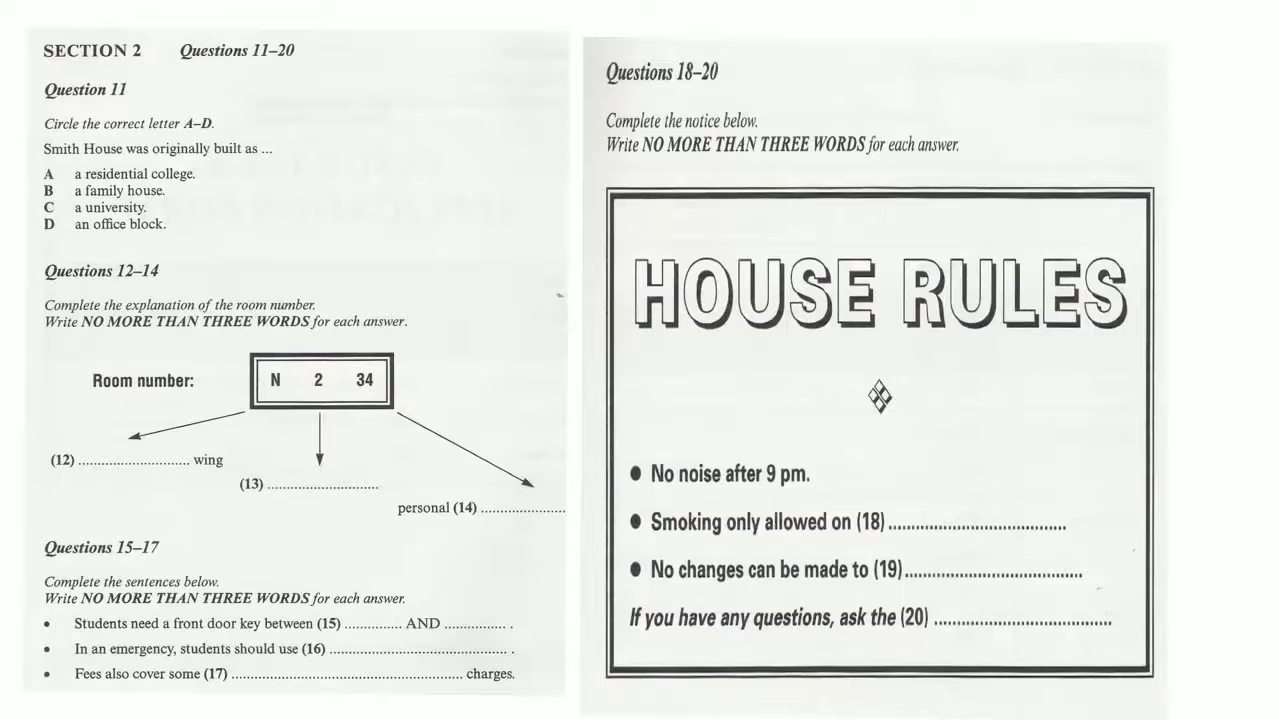 SECTION 2 Questions 11–20
Question 11
Circle the correct letter A–D.
Smith House was originally built as ...
A a residential college.
B a family house.
C a university.
D an office block.
Questions 12–14
Complete the explanation of the room number.
Write NO MORE THAN THREE WORDS for each answer.
Room number: N 2 34
(12) .............................. wing
(13) ..............................
personal (14) .......................
Questions 15–17
Complete the sentences below.
Write NO MORE THAN THREE WORDS for each answer.
• Students need a front door key between (15) .............. AND ............... .
• In an emergency, students should use (16) ............................................... .
• Fees also cover some (17) ............................................................. charges.
Questions 18–20
Complete the notice below.
Write NO MORE THAN THREE WORDS for each answer.
HOUSE RULES
● No noise after 9 pm.
● Smoking only allowed on (18) ......................................
● No changes can be made to (19)......................................
If you have any questions, ask the (20) ......................................